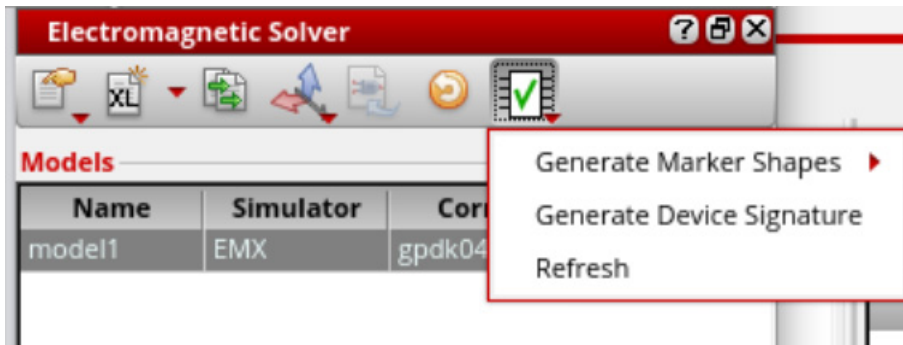 Electromagnetic Solver
?
XL
Generate Marker Shapes
Models
Generate Device Signature
Name Simulator
model1 EMX
Refresh